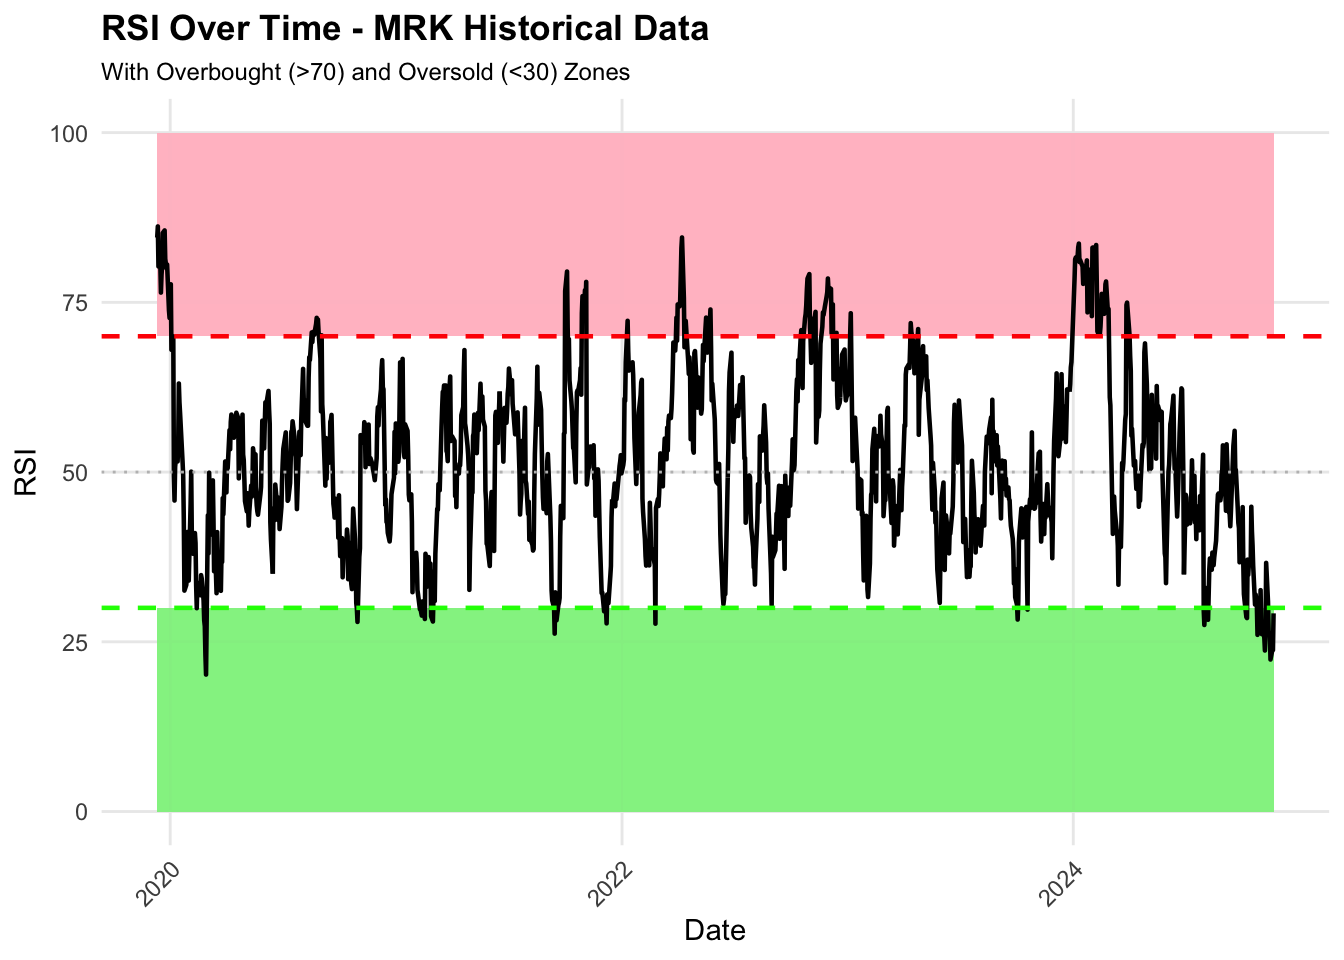 RSI Over Time - MRK Historical Data
With Overbought (>70) and Oversold (<30) Zones
100
75
50
25
0
RSI
2020
2022
2024
Date